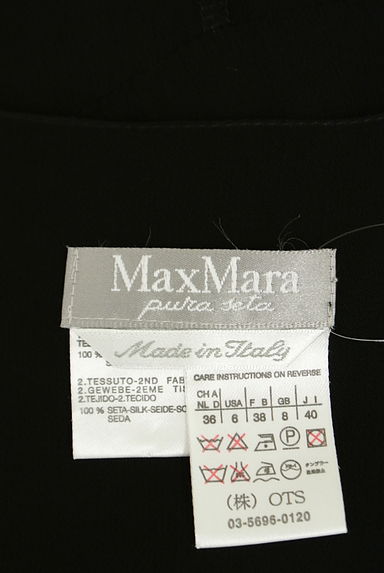 MaxMara
pura seta
Made in Italy
100 %
2.TESSUTO-2ND FAB
2.GEWEBE-2EME TI
2.TEJIDO-2.TECIDO
100 % SETA-SILK-SEIDE-SO
SEDA
CARE INSTRUCTIONS ON REVERSE
CH A
NL D USA F B GB J I
36 6 38 8 40
P
(株) OTS
03-5696-0120